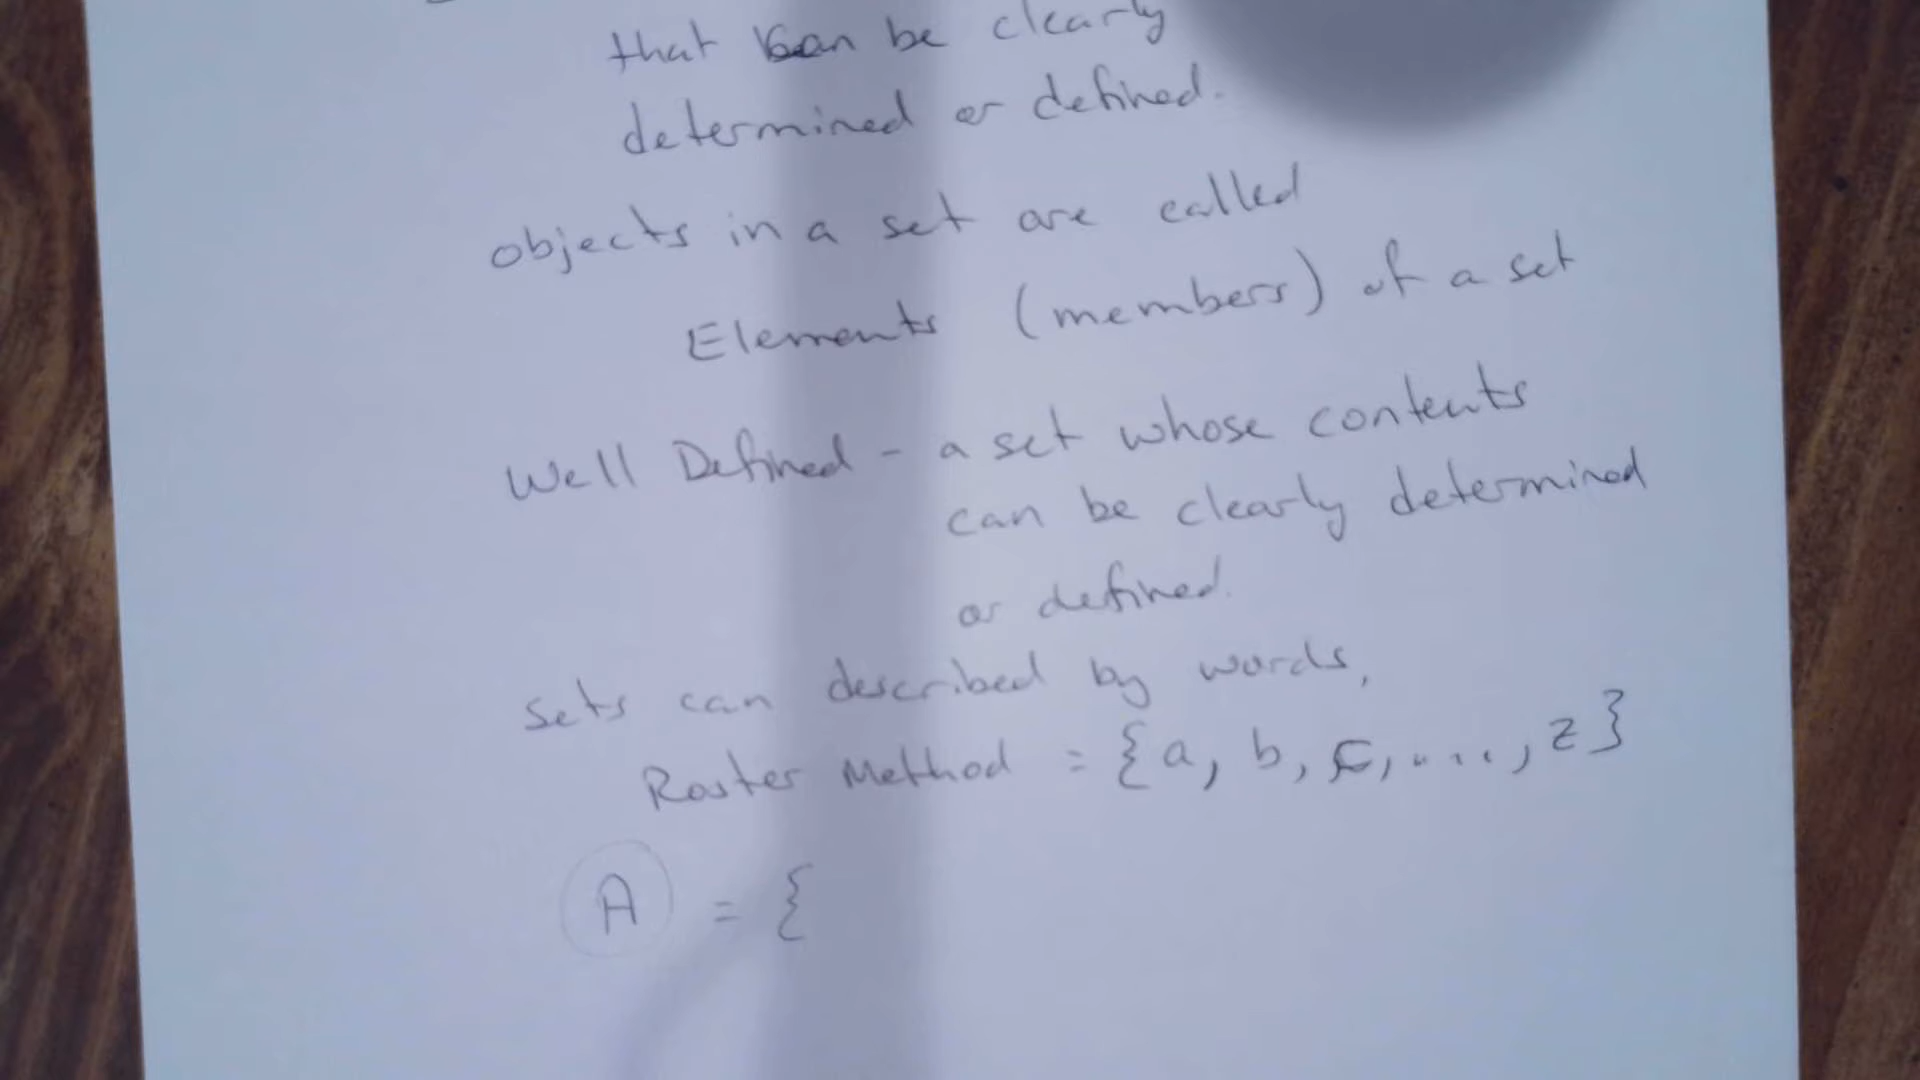 that can be clearly
determined or defined.
objects in a set are called
Elements (members) of a set
Well Defined - a set whose contents
can be clearly determined
or defined.
sets can described by words,
Roster Method = {a, b, c, ..., z}
A = {